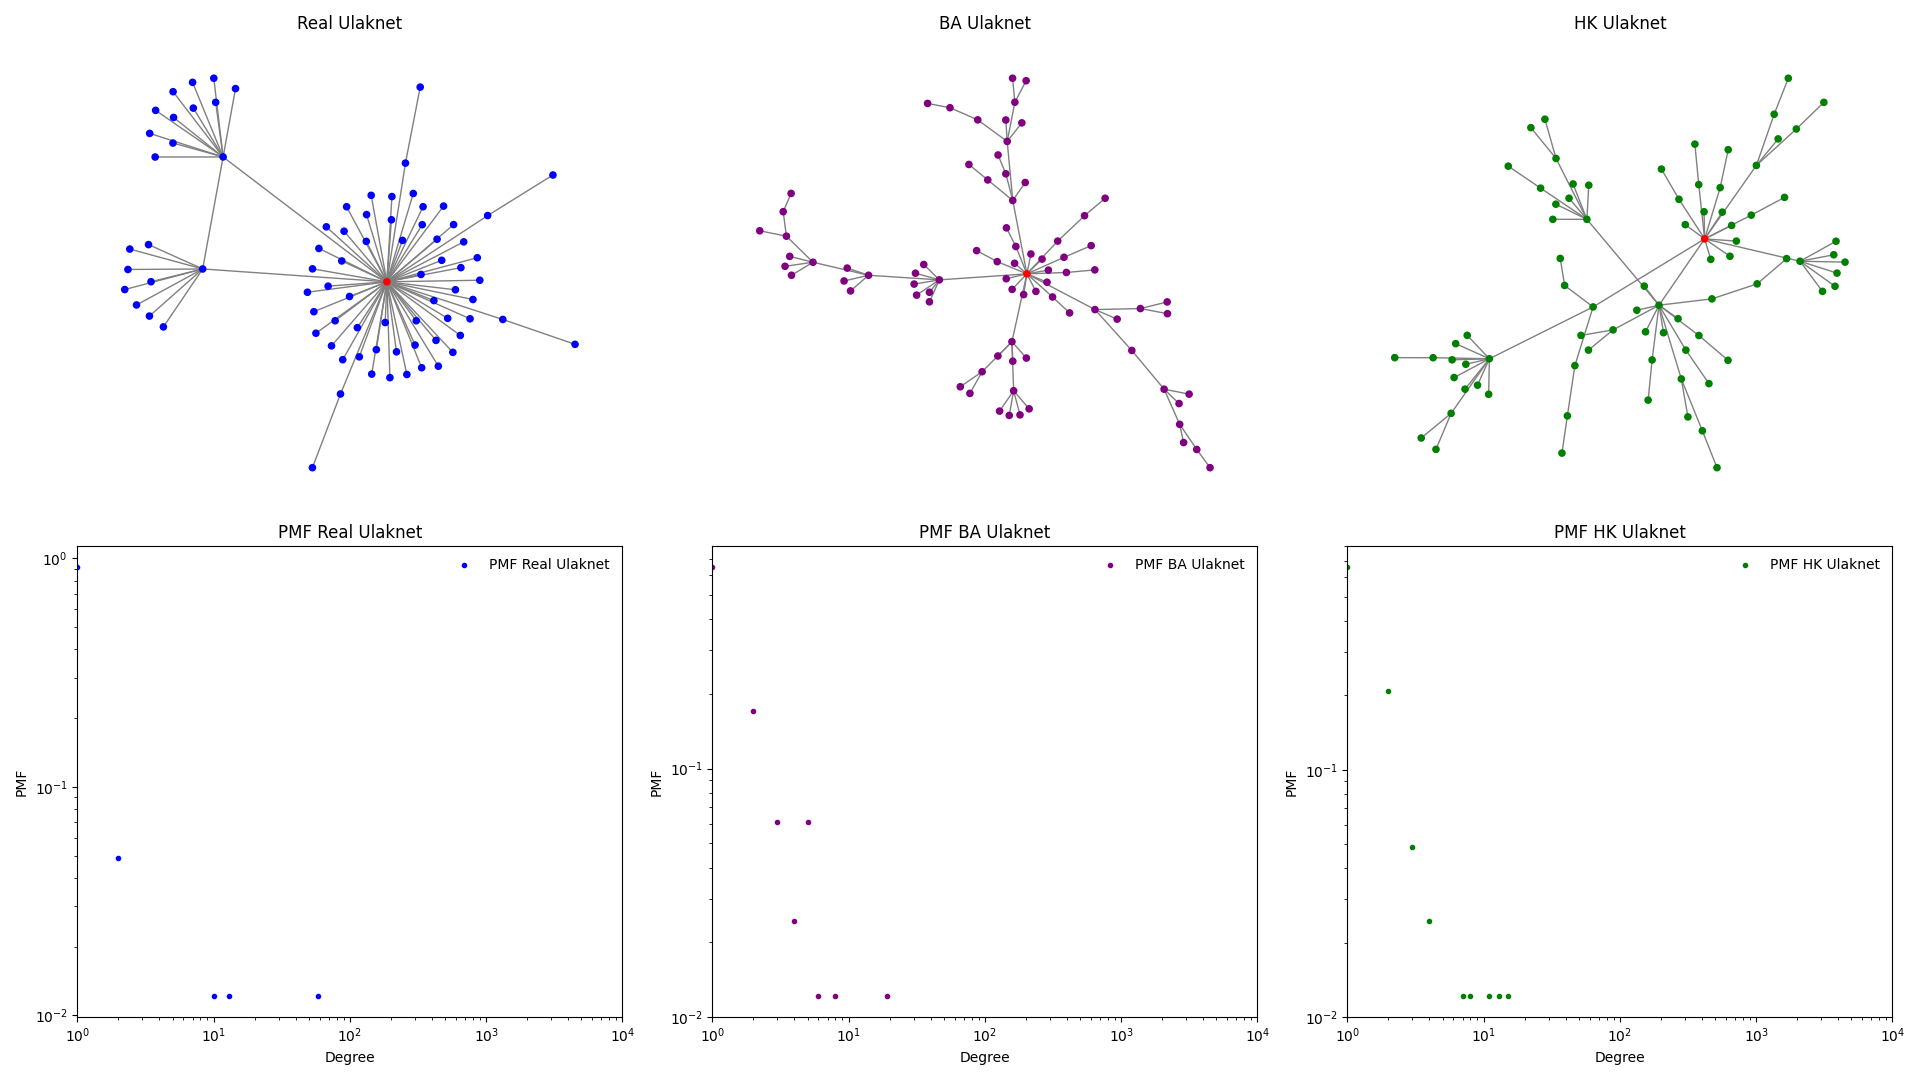 Real Ulaknet
BA Ulaknet
HK Ulaknet
PMF Real Ulaknet
PMF
10⁰
10⁻¹
10⁻²
PMF Real Ulaknet
10⁰ 10¹ 10² 10³ 10⁴
Degree
PMF BA Ulaknet
PMF
10⁻¹
10⁻²
PMF BA Ulaknet
10⁰ 10¹ 10² 10³ 10⁴
Degree
PMF HK Ulaknet
PMF
10⁻¹
10⁻²
PMF HK Ulaknet
10⁰ 10¹ 10² 10³ 10⁴
Degree